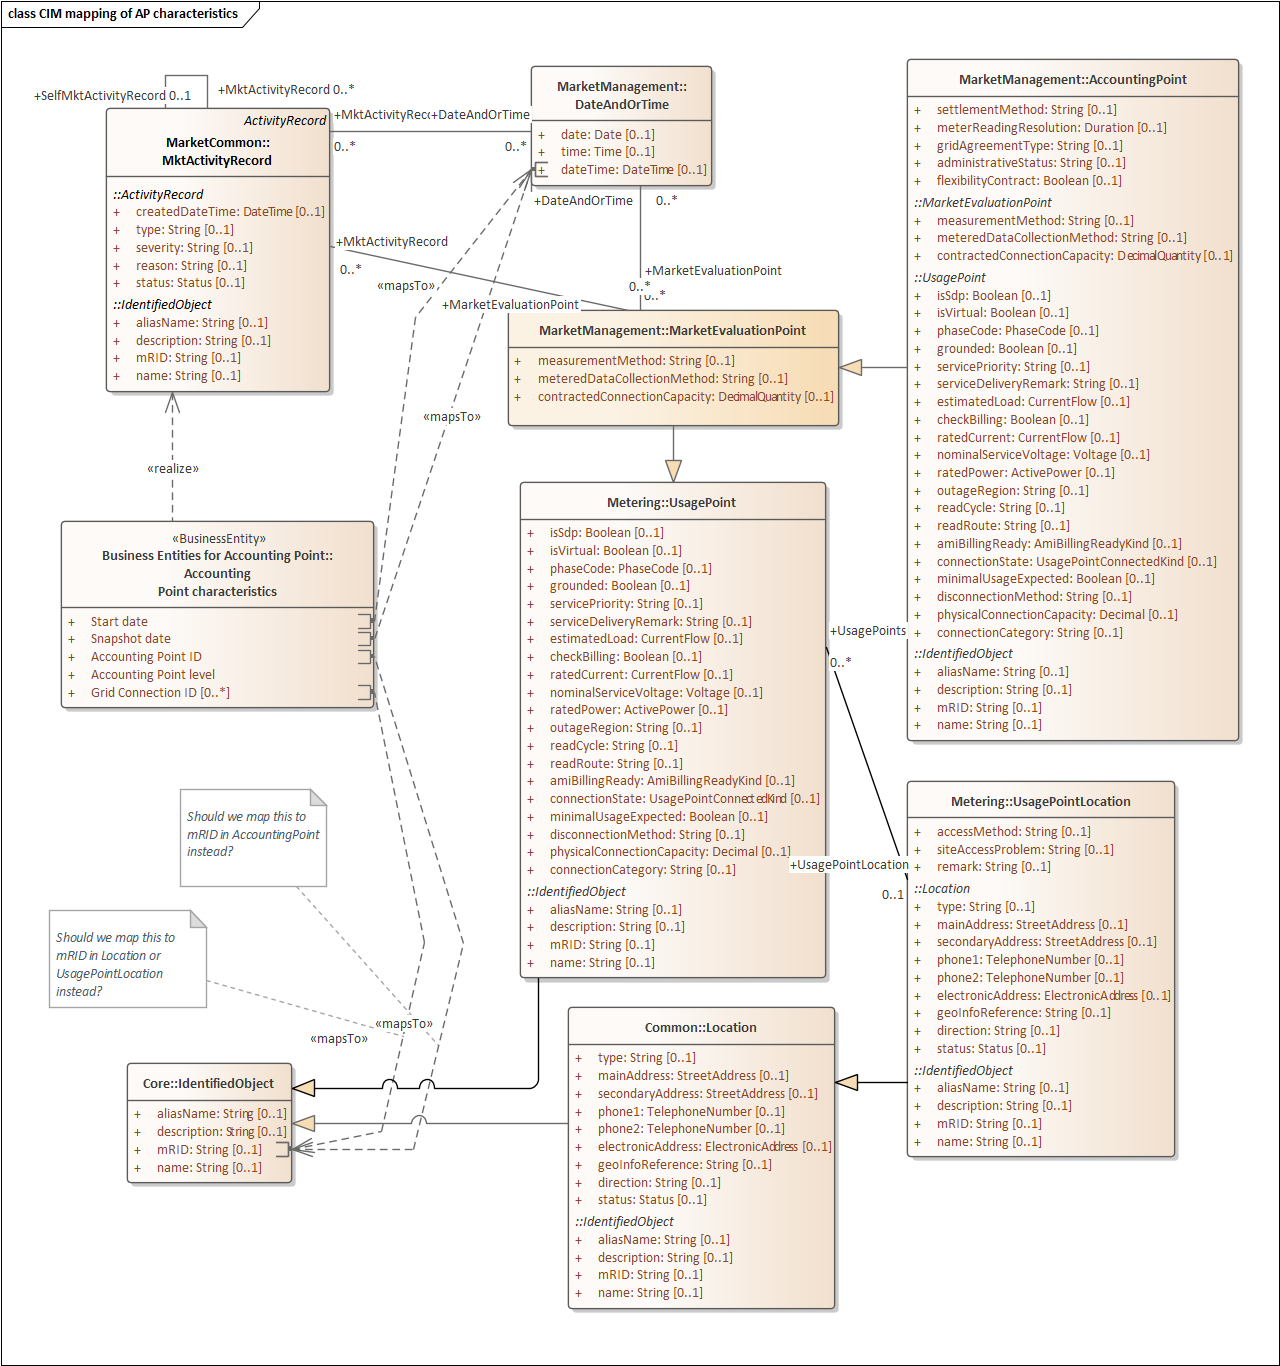 class CIM mapping of AP characteristics
+SelfMktActivityRecord 0..1
+MktActivityRecord 0..*
ActivityRecord
MarketCommon::
MktActivityRecord
::ActivityRecord
+ createdDateTime: DateTime [0..1]
+ type: String [0..1]
+ severity: String [0..1]
+ reason: String [0..1]
+ status: Status [0..1]
::IdentifiedObject
+ aliasName: String [0..1]
+ description: String [0..1]
+ mRID: String [0..1]
+ name: String [0..1]
+MktActivityRec
+DateAndOrTime
0..*
0..*
MarketManagement::
DateAndOrTime
+ date: Date [0..1]
+ time: Time [0..1]
+ dateTime: DateTime [0..1]
+DateAndOrTime
0..*
+MktActivityRecord
0..*
«mapsTo»
+MarketEvaluationPoint
0..*
0..*
+MarketEvaluationPoint
«mapsTo»
MarketManagement::MarketEvaluationPoint
+ measurementMethod: String [0..1]
+ meteredDataCollectionMethod: String [0..1]
+ contractedConnectionCapacity: DecimalQuantity [0..1]
MarketManagement::AccountingPoint
+ settlementMethod: String [0..1]
+ meterReadingResolution: Duration [0..1]
+ gridAgreementType: String [0..1]
+ administrativeStatus: String [0..1]
+ flexibilityContract: Boolean [0..1]
::MarketEvaluationPoint
+ measurementMethod: String [0..1]
+ meteredDataCollectionMethod: String [0..1]
+ contractedConnectionCapacity: DecimalQuantity [0..1]
::UsagePoint
+ isSdp: Boolean [0..1]
+ isVirtual: Boolean [0..1]
+ phaseCode: PhaseCode [0..1]
+ grounded: Boolean [0..1]
+ servicePriority: String [0..1]
+ serviceDeliveryRemark: String [0..1]
+ estimatedLoad: CurrentFlow [0..1]
+ checkBilling: Boolean [0..1]
+ ratedCurrent: CurrentFlow [0..1]
+ nominalServiceVoltage: Voltage [0..1]
+ ratedPower: ActivePower [0..1]
+ outageRegion: String [0..1]
+ readCycle: String [0..1]
+ readRoute: String [0..1]
+ amiBillingReady: AmiBillingReadyKind [0..1]
+ connectionState: UsagePointConnectedKind [0..1]
+ minimalUsageExpected: Boolean [0..1]
+ disconnectionMethod: String [0..1]
+ physicalConnectionCapacity: Decimal [0..1]
+ connectionCategory: String [0..1]
::IdentifiedObject
+ aliasName: String [0..1]
+ description: String [0..1]
+ mRID: String [0..1]
+ name: String [0..1]
«realize»
«BusinessEntity»
Business Entities for Accounting Point::
Accounting
Point characteristics
+ Start date
+ Snapshot date
+ Accounting Point ID
+ Accounting Point level
+ Grid Connection ID [0..*]
Metering::UsagePoint
+ isSdp: Boolean [0..1]
+ isVirtual: Boolean [0..1]
+ phaseCode: PhaseCode [0..1]
+ grounded: Boolean [0..1]
+ servicePriority: String [0..1]
+ serviceDeliveryRemark: String [0..1]
+ estimatedLoad: CurrentFlow [0..1]
+ checkBilling: Boolean [0..1]
+ ratedCurrent: CurrentFlow [0..1]
+ nominalServiceVoltage: Voltage [0..1]
+ ratedPower: ActivePower [0..1]
+ outageRegion: String [0..1]
+ readCycle: String [0..1]
+ readRoute: String [0..1]
+ amiBillingReady: AmiBillingReadyKind [0..1]
+ connectionState: UsagePointConnectedKind [0..1]
+ minimalUsageExpected: Boolean [0..1]
+ disconnectionMethod: String [0..1]
+ physicalConnectionCapacity: Decimal [0..1]
+ connectionCategory: String [0..1]
::IdentifiedObject
+ aliasName: String [0..1]
+ description: String [0..1]
+ mRID: String [0..1]
+ name: String [0..1]
+UsagePoints
0..*
+UsagePointLocation
0..1
Metering::UsagePointLocation
+ accessMethod: String [0..1]
+ siteAccessProblem: String [0..1]
+ remark: String [0..1]
::Location
+ type: String [0..1]
+ mainAddress: StreetAddress [0..1]
+ secondaryAddress: StreetAddress [0..1]
+ phone1: TelephoneNumber [0..1]
+ phone2: TelephoneNumber [0..1]
+ electronicAddress: ElectronicAddress [0..1]
+ geoInfoReference: String [0..1]
+ direction: String [0..1]
+ status: Status [0..1]
::IdentifiedObject
+ aliasName: String [0..1]
+ description: String [0..1]
+ mRID: String [0..1]
+ name: String [0..1]
Should we map this to
mRID in AccountingPoint
instead?
Should we map this to
mRID in Location or
UsagePointLocation
instead?
«mapsTo»
«mapsTo»
Core::IdentifiedObject
+ aliasName: String [0..1]
+ description: String [0..1]
+ mRID: String [0..1]
+ name: String [0..1]
Common::Location
+ type: String [0..1]
+ mainAddress: StreetAddress [0..1]
+ secondaryAddress: StreetAddress [0..1]
+ phone1: TelephoneNumber [0..1]
+ phone2: TelephoneNumber [0..1]
+ electronicAddress: ElectronicAddress [0..1]
+ geoInfoReference: String [0..1]
+ direction: String [0..1]
+ status: Status [0..1]
::IdentifiedObject
+ aliasName: String [0..1]
+ description: String [0..1]
+ mRID: String [0..1]
+ name: String [0..1]